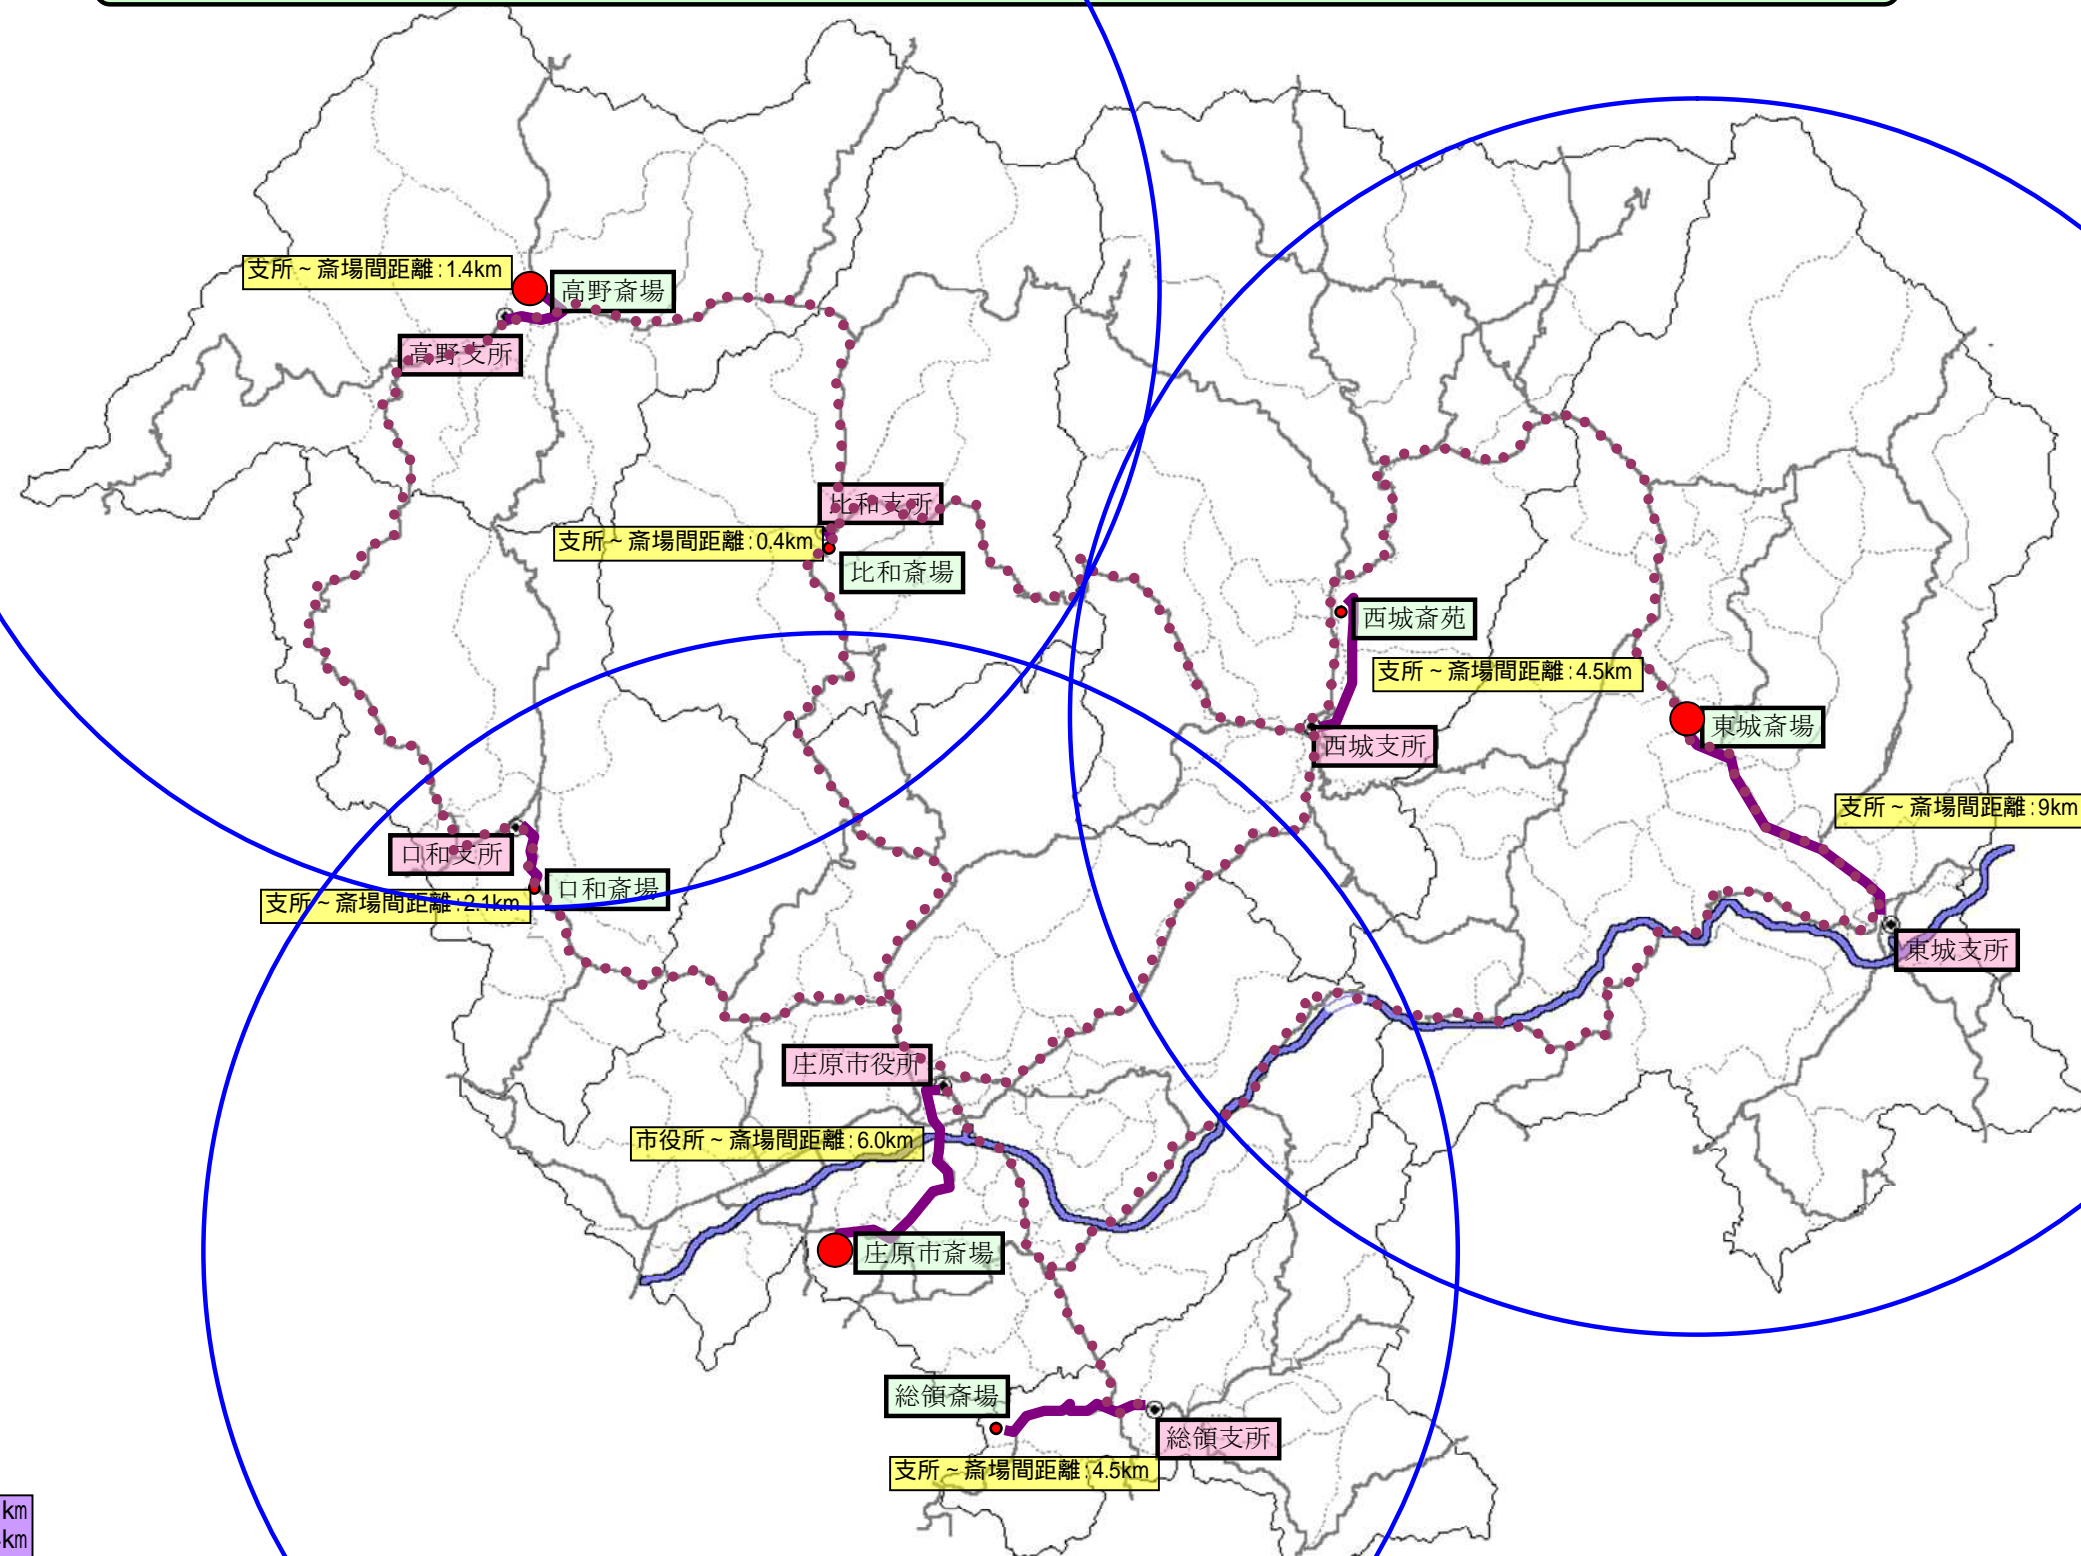 支所～斎場間距離:1.4km
高野斎場
高野支所
比和支所
支所～斎場間距離:0.4km
比和斎場
西城斎苑
支所～斎場間距離:4.5km
東城斎場
西城支所
支所～斎場間距離:9km
口和支所
口和斎場
支所～斎場間距離:2.1km
東城支所
庄原市役所
市役所～斎場間距離:6.0km
庄原市斎場
総領斎場
総領支所
支所～斎場間距離:4.5km
km
km